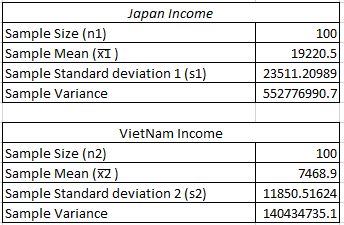 Japan Income
Sample Size (n1) 100
Sample Mean (x̅1 ) 19220.5
Sample Standard deviation 1 (s1) 23511.20989
Sample Variance 552776990.7
VietNam Income
Sample Size (n2) 100
Sample Mean (x̅2 ) 7468.9
Sample Standard deviation 2 (s2) 11850.51624
Sample Variance 140434735.1